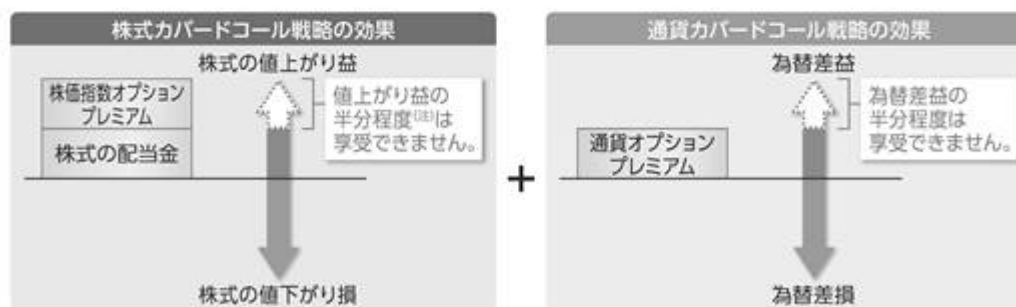 株式カバードコール戦略の効果
株式の値上がり益
株価指数オプション
プレミアム
株式の配当金
値上がり益の
半分程度(注)は
享受できません。
株式の値下がり損
+
通貨カバードコール戦略の効果
為替差益
通貨オプション
プレミアム
為替差益の
半分程度は
享受できません。
為替差損